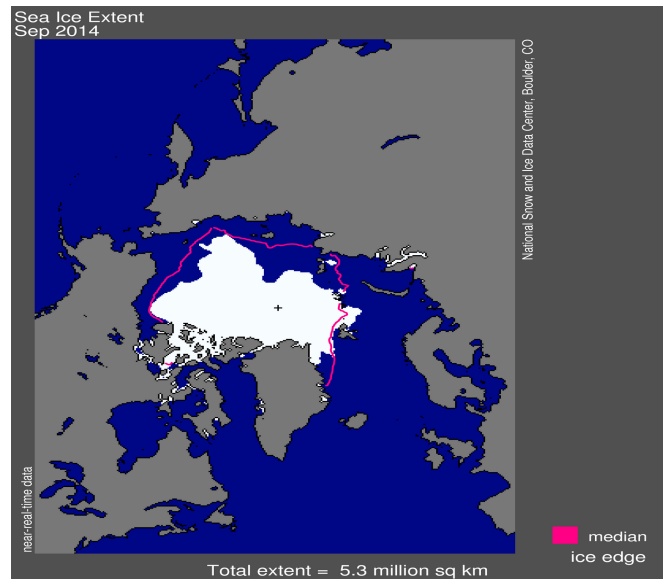 Sea Ice Extent
Sep 2014
National Snow and Ice Data Center, Boulder, CO
near-real-time data
median
ice edge
Total extent = 5.3 million sq km